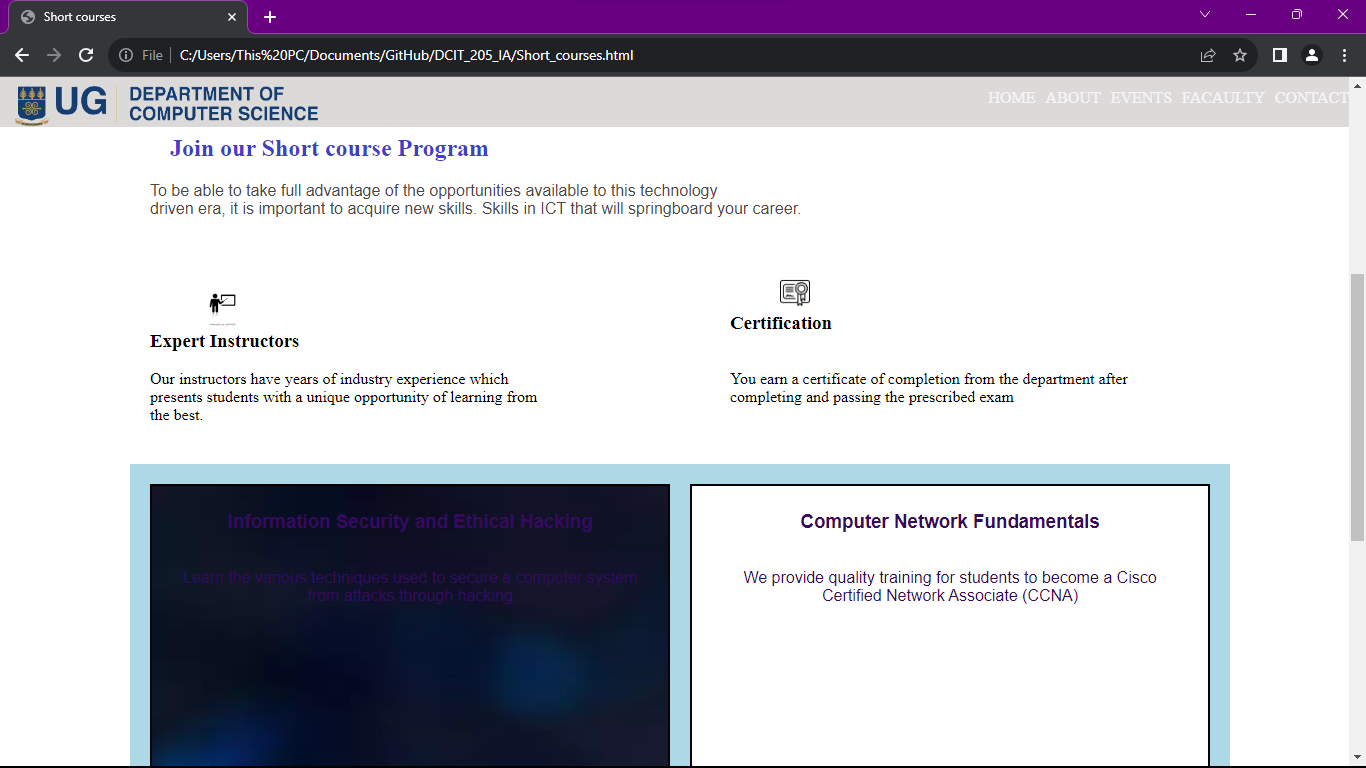 Short courses
File
C:/Users/This%20PC/Documents/GitHub/DCIT_205_IA/Short_courses.html
UG
DEPARTMENT OF
COMPUTER SCIENCE
HOME ABOUT EVENTS FACAULTY CONTACT
Join our Short course Program
To be able to take full advantage of the opportunities available to this technology
driven era, it is important to acquire new skills. Skills in ICT that will springboard your career.
Expert Instructors
Our instructors have years of industry experience which
presents students with a unique opportunity of learning from
the best.
Certification
You earn a certificate of completion from the department after
completing and passing the prescribed exam
Information Security and Ethical Hacking
Learn the various techniques used to secure a computer system
from attacks through hacking
Computer Network Fundamentals
We provide quality training for students to become a Cisco
Certified Network Associate (CCNA)